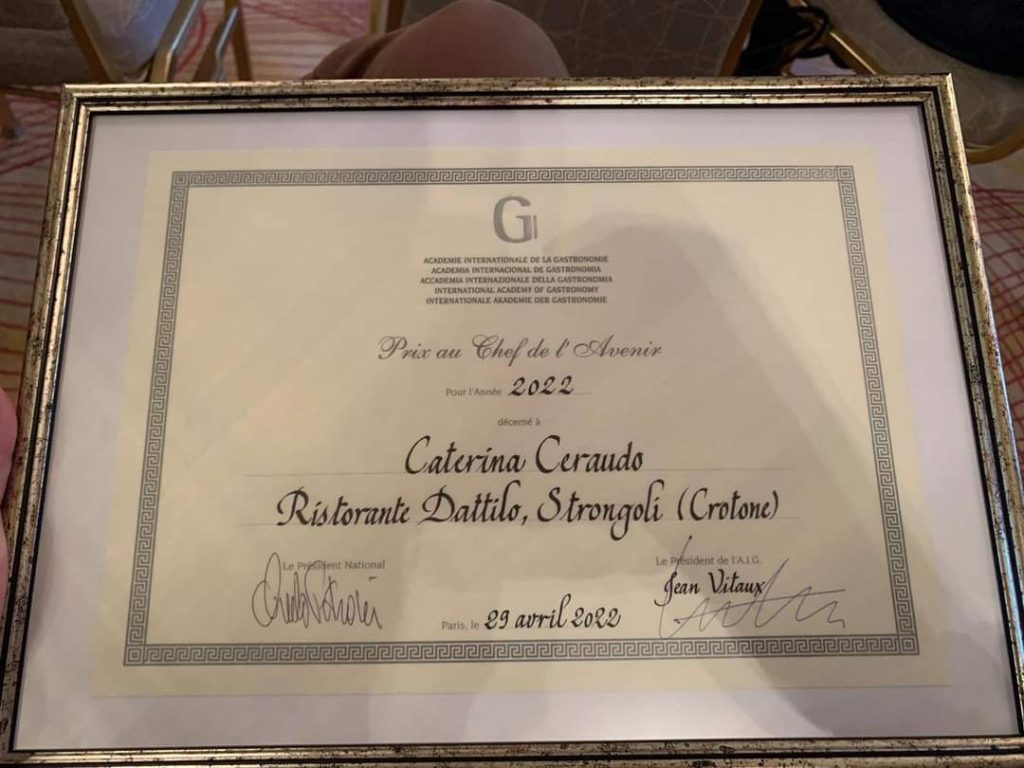 GI
ACADEMIE INTERNATIONALE DE LA GASTRONOMIE
ACADEMIA INTERNACIONAL DE GASTRONOMIA
ACCADEMIA INTERNAZIONALE DELLA GASTRONOMIA
INTERNATIONAL ACADEMY OF GASTRONOMY
INTERNATIONALE AKADEMIE DER GASTRONOMIE
Prix au Chef de l'Avenir
Pour l'Année 2022
décerné à
Caterina Ceraudo
Ristorante Dattilo, Strongoli (Crotone)
Le Président National
Le Président de l'A.I.G.
Jean Vitaux
Paris, le 29 avril 2022